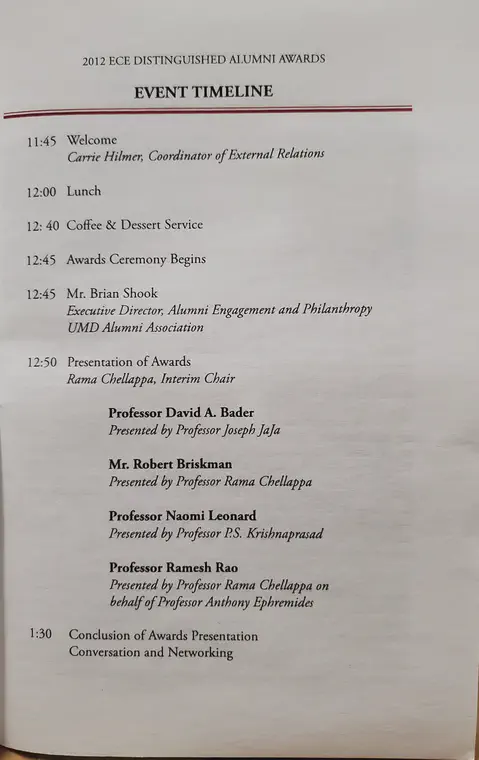 2012 ECE DISTINGUISHED ALUMNI AWARDS
EVENT TIMELINE
11:45 Welcome
Carrie Hilmer, Coordinator of External Relations
12:00 Lunch
12: 40 Coffee & Dessert Service
12:45 Awards Ceremony Begins
12:45 Mr. Brian Shook
Executive Director, Alumni Engagement and Philanthropy
UMD Alumni Association
12:50 Presentation of Awards
Rama Chellappa, Interim Chair
Professor David A. Bader
Presented by Professor Joseph JaJa
Mr. Robert Briskman
Presented by Professor Rama Chellappa
Professor Naomi Leonard
Presented by Professor P.S. Krishnaprasad
Professor Ramesh Rao
Presented by Professor Rama Chellappa on
behalf of Professor Anthony Ephremides
1:30 Conclusion of Awards Presentation
Conversation and Networking